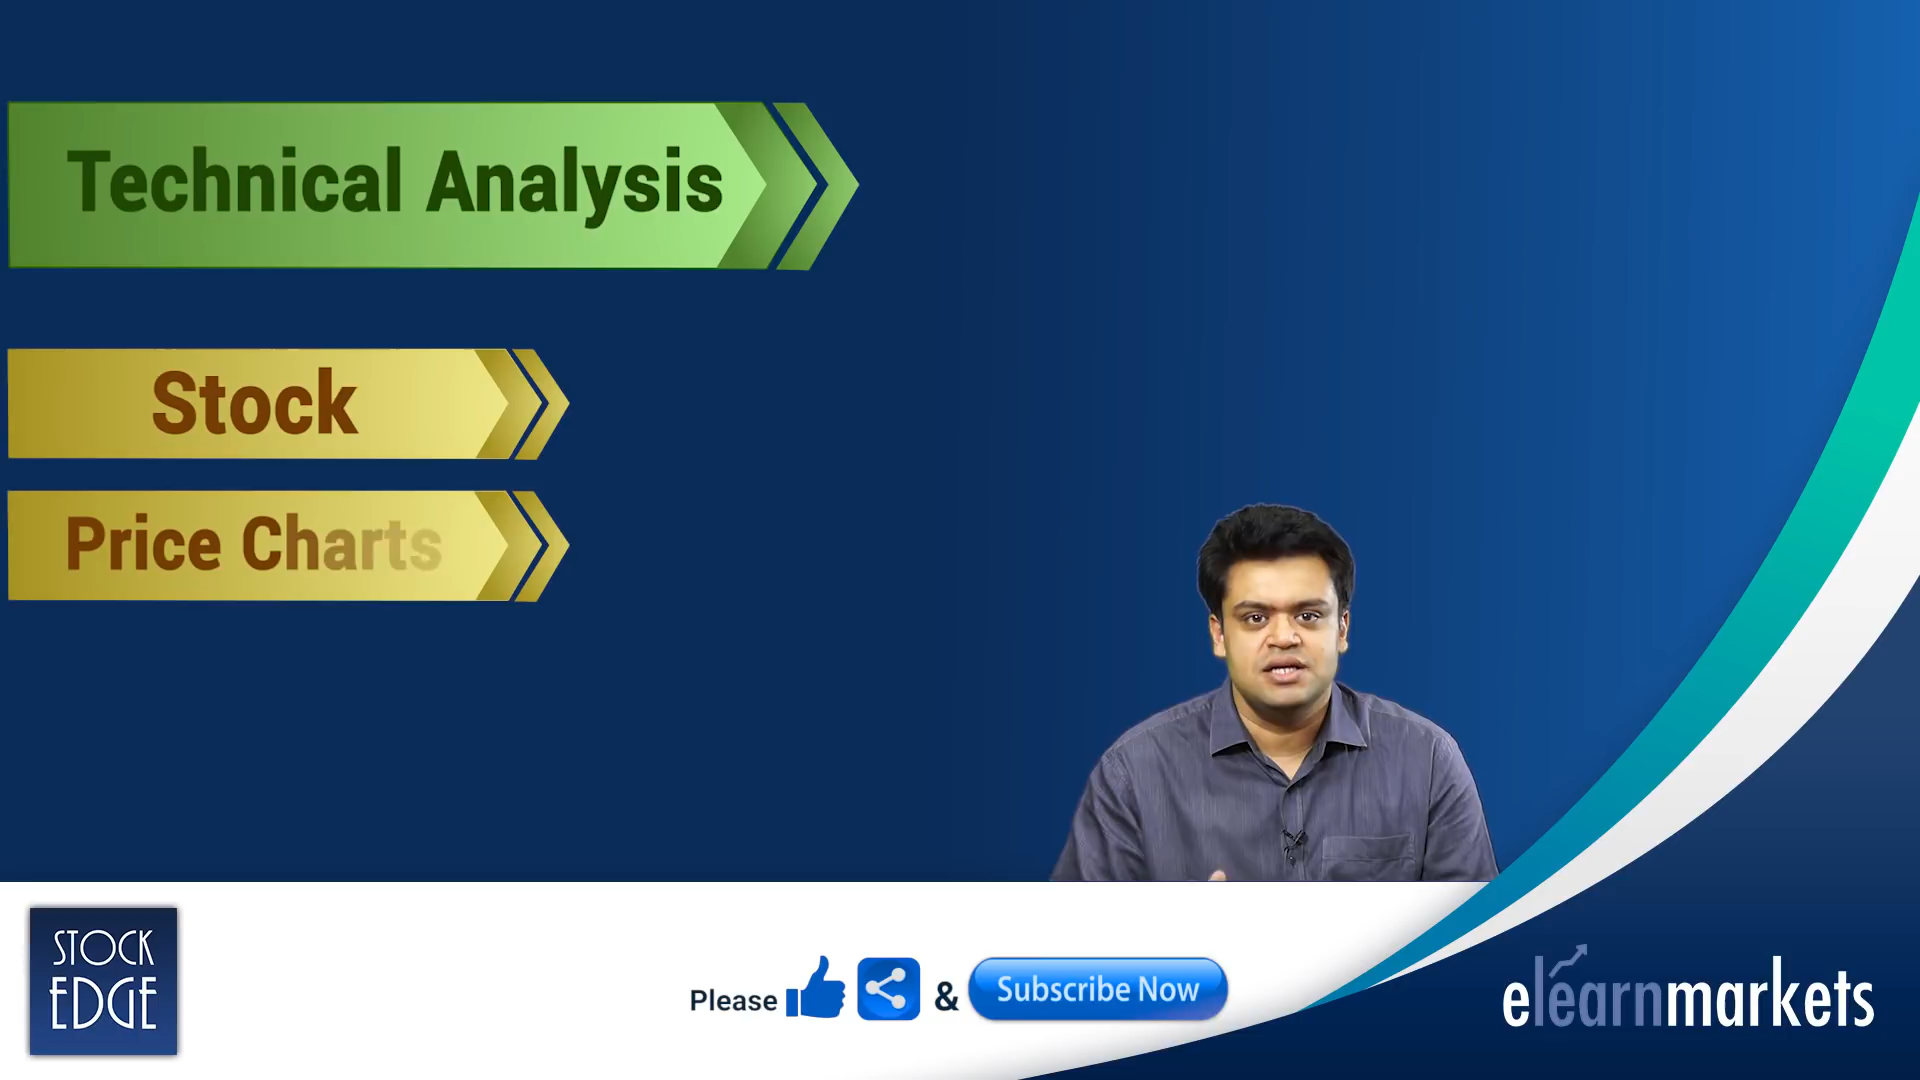 Technical Analysis
Stock
Price Charts
STOCK
EDGE
Please & Subscribe Now
elearnmarkets